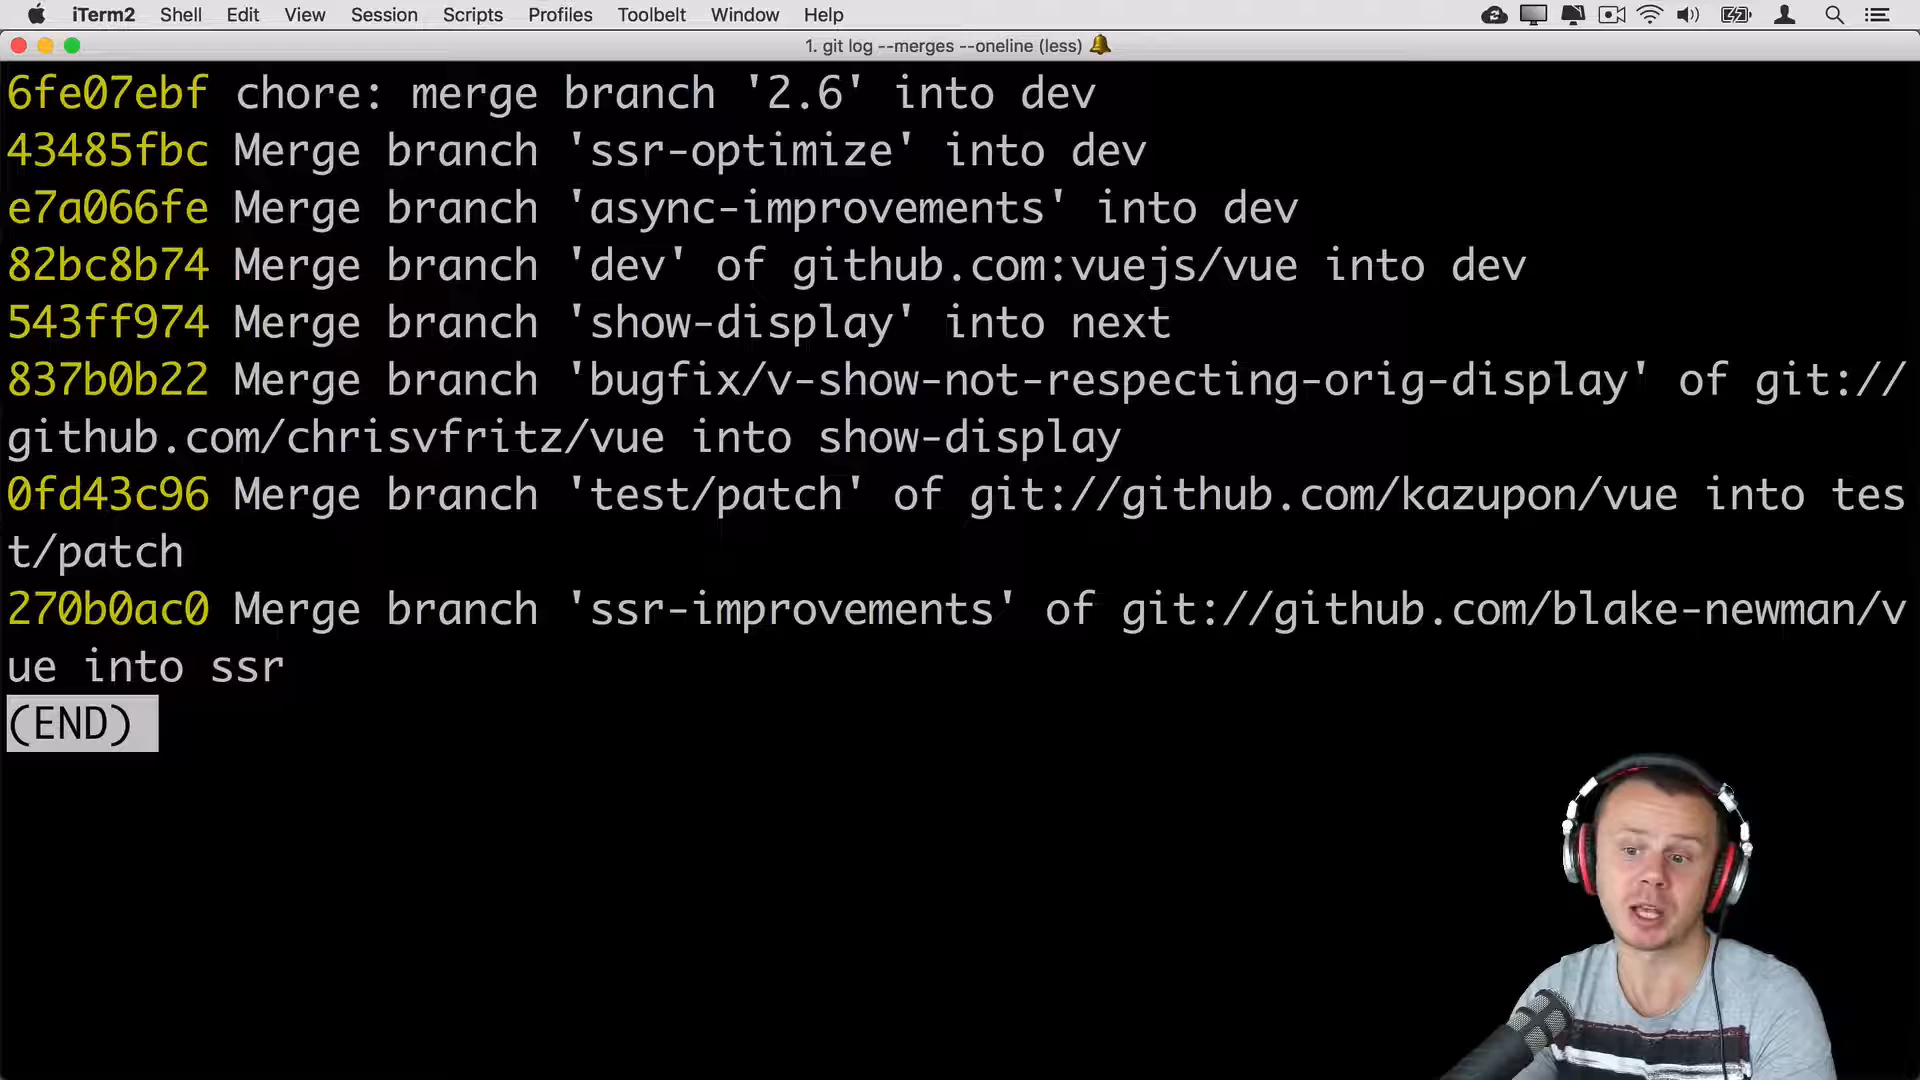 iTerm2 Shell Edit View Session Scripts Profiles Toolbelt Window Help
1. git log --merges --oneline (less)
6fe07ebf chore: merge branch '2.6' into dev
43485fbc Merge branch 'ssr-optimize' into dev
e7a066fe Merge branch 'async-improvements' into dev
82bc8b74 Merge branch 'dev' of github.com:vuejs/vue into dev
543ff974 Merge branch 'show-display' into next
837b0b22 Merge branch 'bugfix/v-show-not-respecting-orig-display' of git://
github.com/chrisvfritz/vue into show-display
0fd43c96 Merge branch 'test/patch' of git://github.com/kazupon/vue into tes
t/patch
270b0ac0 Merge branch 'ssr-improvements' of git://github.com/blake-newman/v
ue into ssr
(END)